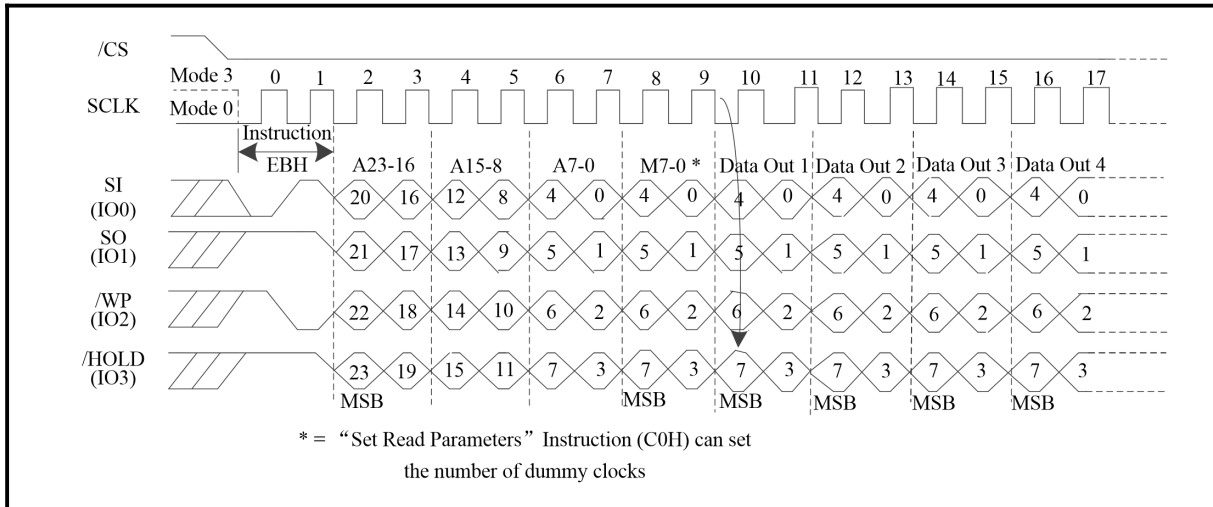 /CS
Mode 3 0 1 2 3 4 5 6 7 8 9 10 11 12 13 14 15 16 17
SCLK Mode 0
Instruction
EBH A23-16 A15-8 A7-0 M7-0 * Data Out 1 Data Out 2 Data Out 3 Data Out 4
SI
(IO0) 20 16 12 8 4 0 4 0 4 0 4 0 4 0 4 0
SO
(IO1) 21 17 13 9 5 1 5 1 5 1 5 1 5 1 5 1
/WP
(IO2) 22 18 14 10 6 2 6 2 6 2 6 2 6 2 6 2
/HOLD
(IO3) 23 19 15 11 7 3 7 3 7 3 7 3 7 3 7 3
MSB MSB MSB MSB MSB MSB
* = “Set Read Parameters” Instruction (C0H) can set
the number of dummy clocks